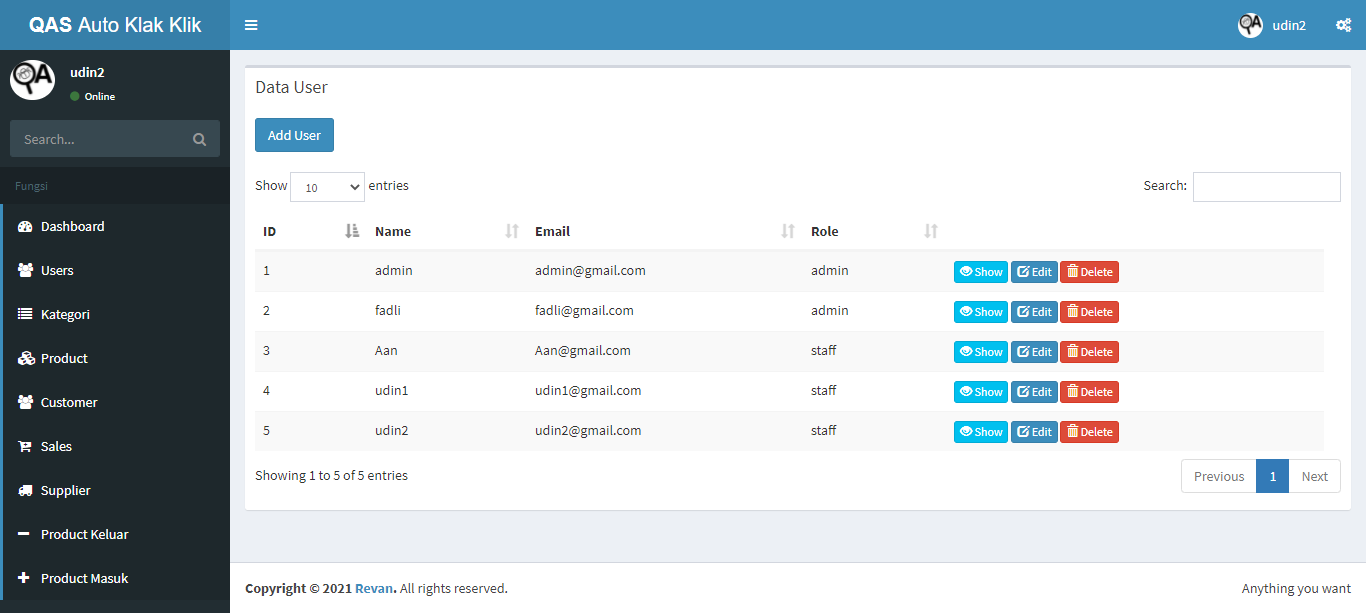 QAS Auto Klak Klik
udin2
udin2
Online
Search...
Fungsi
Dashboard
Users
Kategori
Product
Customer
Sales
Supplier
Product Keluar
Product Masuk
Data User
Add User
Show 10 entries
Search:
ID Name Email Role
1 admin admin@gmail.com admin Show Edit Delete
2 fadli fadli@gmail.com admin Show Edit Delete
3 Aan Aan@gmail.com staff Show Edit Delete
4 udin1 udin1@gmail.com staff Show Edit Delete
5 udin2 udin2@gmail.com staff Show Edit Delete
Showing 1 to 5 of 5 entries
Previous 1 Next
Copyright © 2021 Revan. All rights reserved.
Anything you want